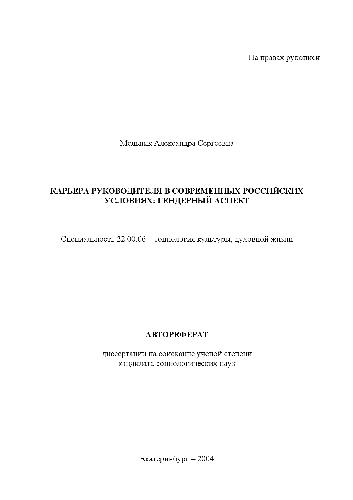 На правах рукописи
Мельник Александра Сергеевна
КАРЬЕРА РУКОВОДИТЕЛЯ В СОВРЕМЕННЫХ РОССИЙСКИХ
УСЛОВИЯХ: ГЕНДЕРНЫЙ АСПЕКТ
Специальность 22.00.06 – социология культуры, духовной жизни
АВТОРЕФЕРАТ
диссертации на соискание ученой степени
кандидата социологических наук
Екатеринбург – 2004